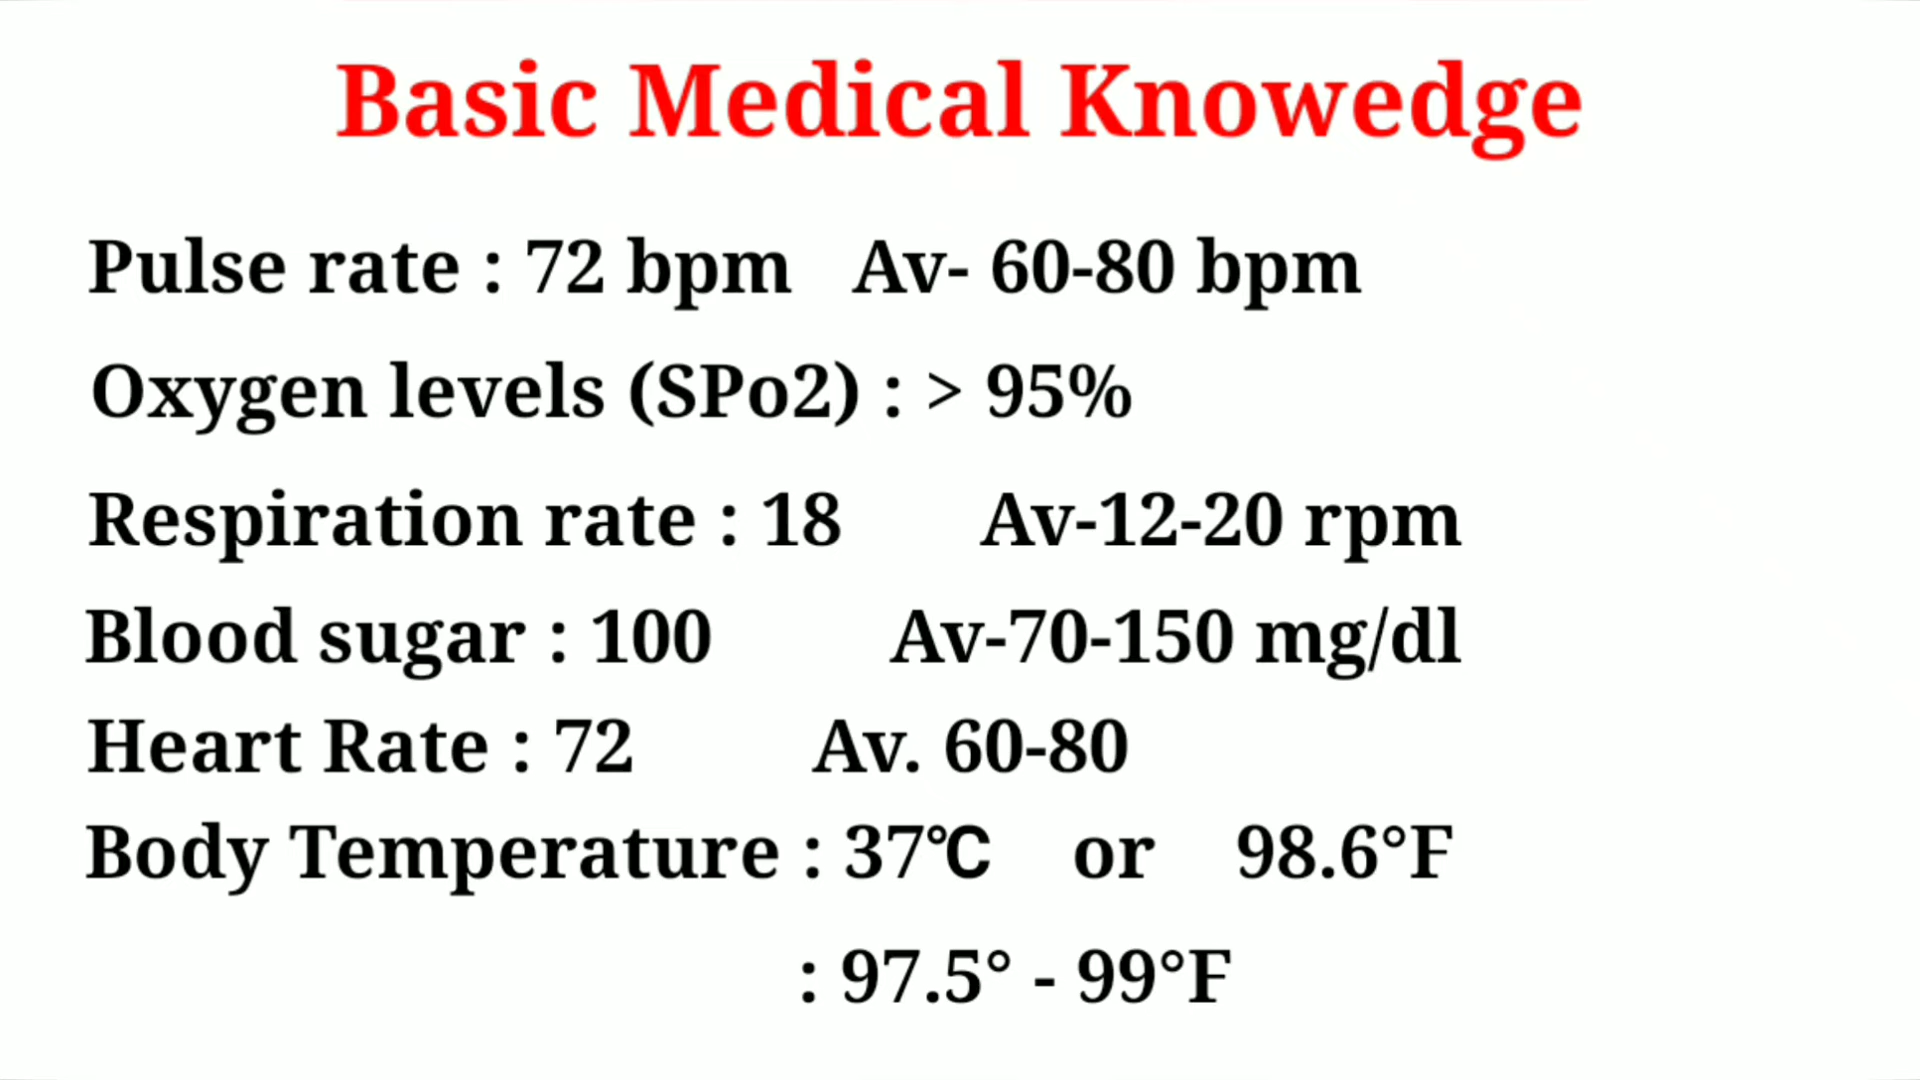 Basic Medical Knowedge
Pulse rate : 72 bpm Av- 60-80 bpm
Oxygen levels (SPo2) : > 95%
Respiration rate : 18 Av-12-20 rpm
Blood sugar : 100 Av-70-150 mg/dl
Heart Rate : 72 Av. 60-80
Body Temperature : 37℃ or 98.6°F
: 97.5° - 99°F